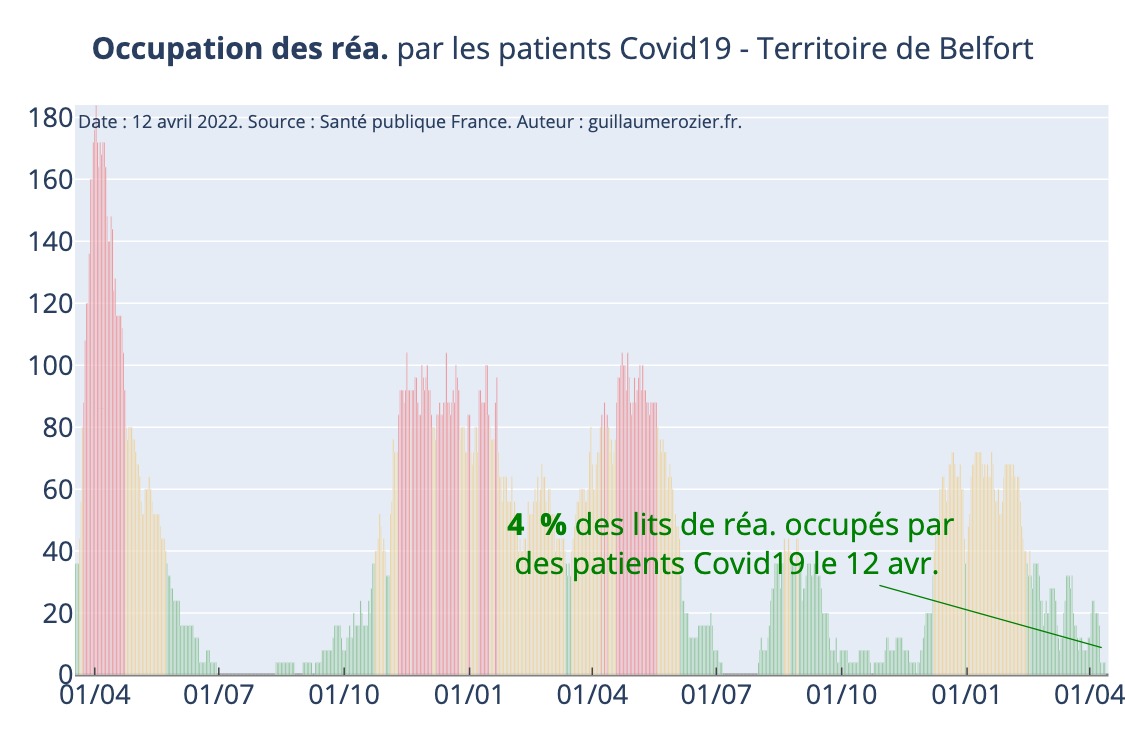 Occupation des réa. par les patients Covid19 - Territoire de Belfort
180
Date : 12 avril 2022. Source : Santé publique France. Auteur : guillaumerozier.fr.
160
140
120
100
80
60
4 % des lits de réa. occupés par
des patients Covid19 le 12 avr.
40
20
0
01/04 01/07 01/10 01/01 01/04 01/07 01/10 01/01 01/04